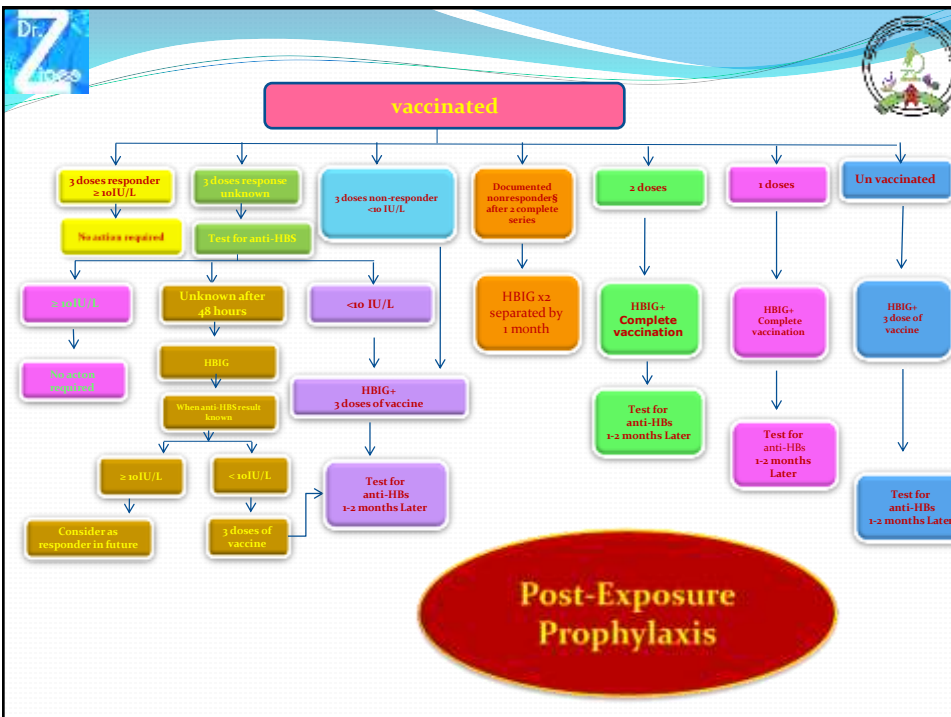 Dr.
vaccinated
3 doses responder
≥ 10IU/L
3 doses response
unknown
3 doses non-responder
<10 IU/L
Documented
nonresponder§
after 2 complete
series
2 doses
1 doses
Un vaccinated
No action required
Test for anti-HBS
≥ 10IU/L
Unknown after
48 hours
<10 IU/L
HBIG x2
separated by
1 month
HBIG+
Complete
vaccination
HBIG+
Complete
vaccination
HBIG+
3 dose of
vaccine
No acton
required
HBIG
HBIG+
3 doses of vaccine
When anti-HBS result
known
Test for
anti-HBs
1-2 months Later
Test for
anti-HBs
1-2 months
Later
≥ 10IU/L
< 10IU/L
Test for
anti-HBs
1-2 months Later
Test for
anti-HBs
1-2 months Later
Consider as
responder in future
3 doses of
vaccine
Post-Exposure
Prophylaxis